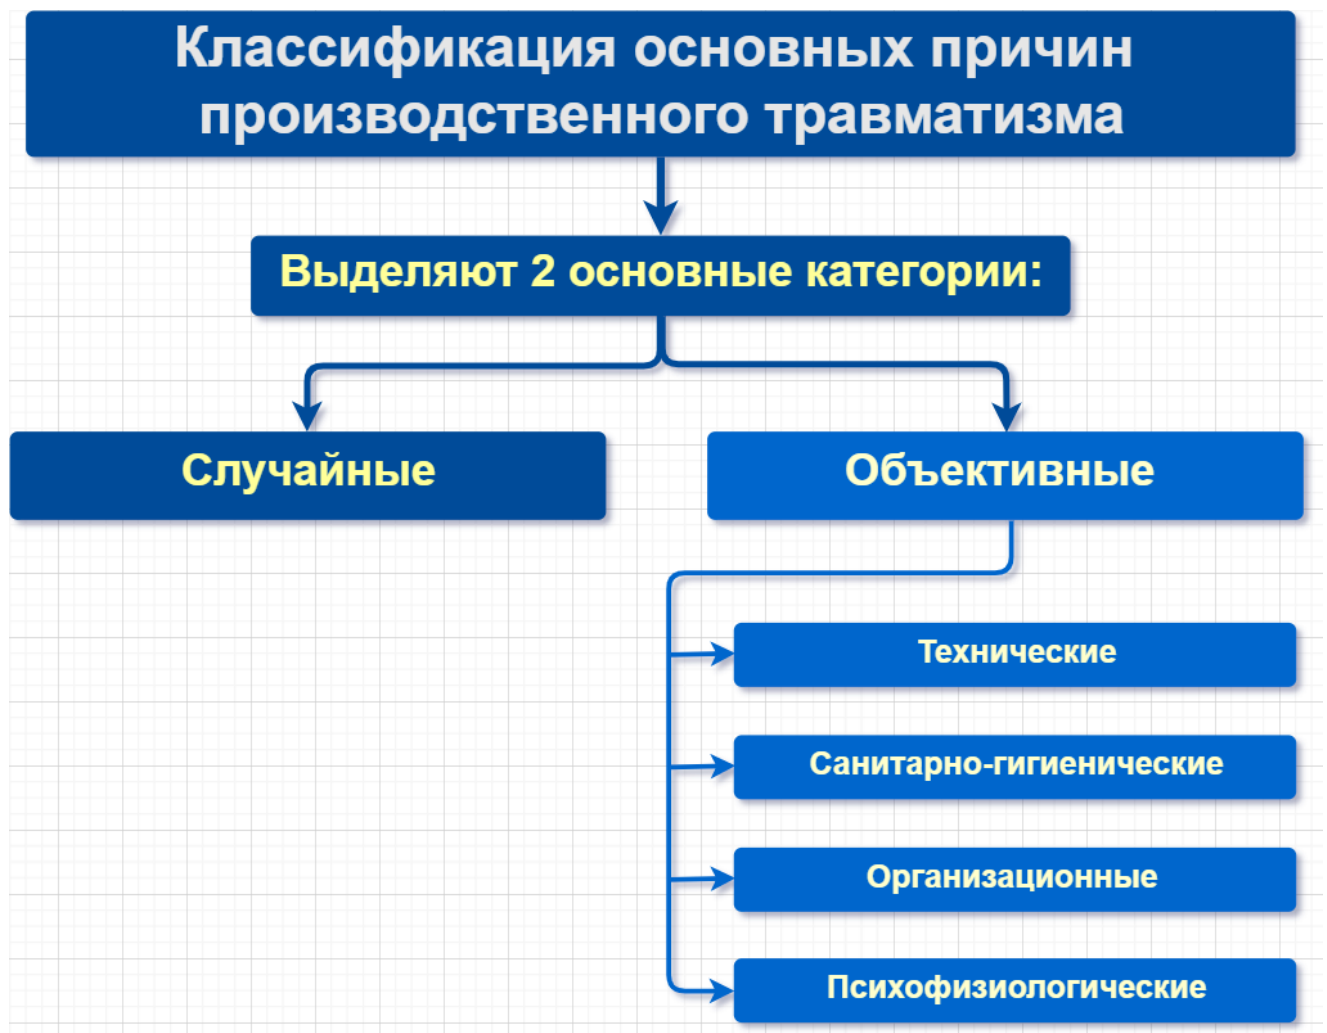 Классификация основных причин
производственного травматизма
Выделяют 2 основные категории:
Случайные
Объективные
Технические
Санитарно-гигиенические
Организационные
Психофизиологические